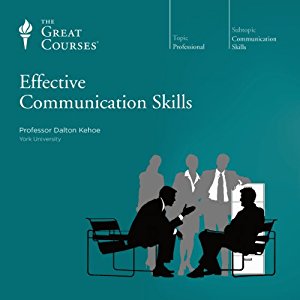 THE
GREAT
COURSES®
Topic
Professional
Subtopic
Communication
Skills
Effective
Communication Skills
Professor Dalton Kehoe
York University